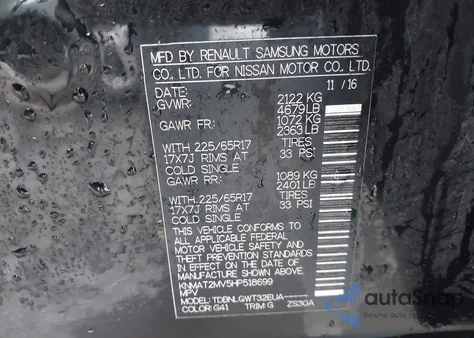 MFD BY RENAULT SAMSUNG MOTORS
CO., LTD. FOR NISSAN MOTOR CO., LTD.
DATE: 11 / 16
GVWR: 2122 KG
4679LB
GAWR FR: 1072 KG
2363 LB
WITH 225/65R17 TIRES
17X7J RIMS AT 33 PSI
COLD SINGLE
GAWR RR: 1089 KG
2401 LB
WITH 225/65R17 TIRES
17X7J RIMS AT 33 PSI
COLD SINGLE
THIS VEHICLE CONFORMS TO ALL
APPLICABLE U.S. FEDERAL
MOTOR VEHICLE SAFETY AND
THEFT PREVENTION STANDARDS IN
EFFECT ON THE DATE OF
MANUFACTURE SHOWN ABOVE.
KNMAT2MV5HP518699
MPV
MODEL: TDBNLGWT32EUA------
COLOR: G41 TRIM: G ZS30A
autosnap